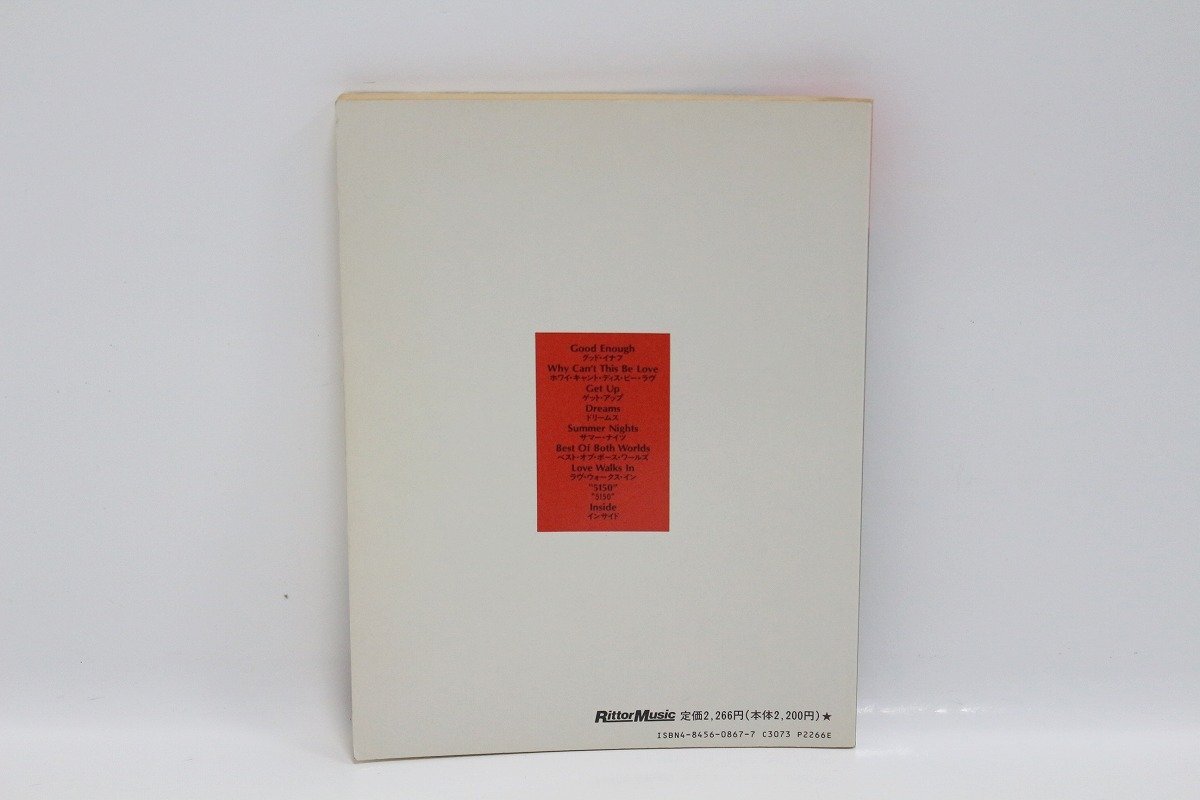 Good Enough
グッド・イナフ
Why Can't This Be Love
ホワイ・キャント・ディス・ビー・ラヴ
Get Up
ゲット・アップ
Dreams
ドリームス
Summer Nights
サマー・ナイツ
Best Of Both Worlds
ベスト・オブ・ボース・ワールズ
Love Walks In
ラヴ・ウォークス・イン
"5150"
"5150"
Inside
インサイド
RittorMusic 定価2,266円(本体2,200円)★
ISBN4-8456-0867-7 C3073 P2266E